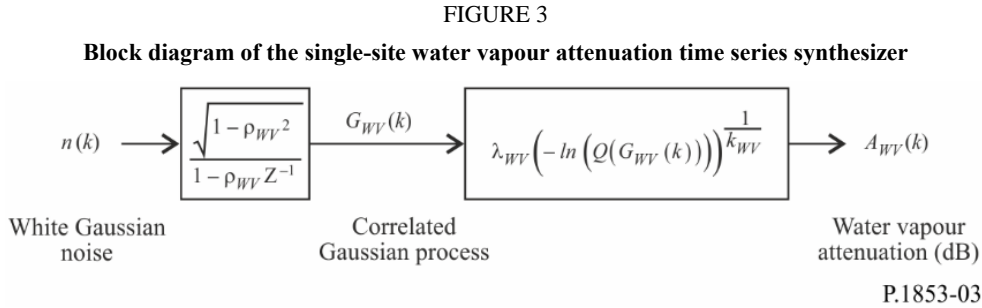 FIGURE 3
Block diagram of the single-site water vapour attenuation time series synthesizer
n(k)
√(1 – ρ_WV²) / (1 – ρ_WV Z⁻¹)
G_WV(k)
λ_WV(– ln (Q(G_WV (k))))^(1/k_WV)
A_WV(k)
White Gaussian
noise
Correlated
Gaussian process
Water vapour
attenuation (dB)
P.1853-03